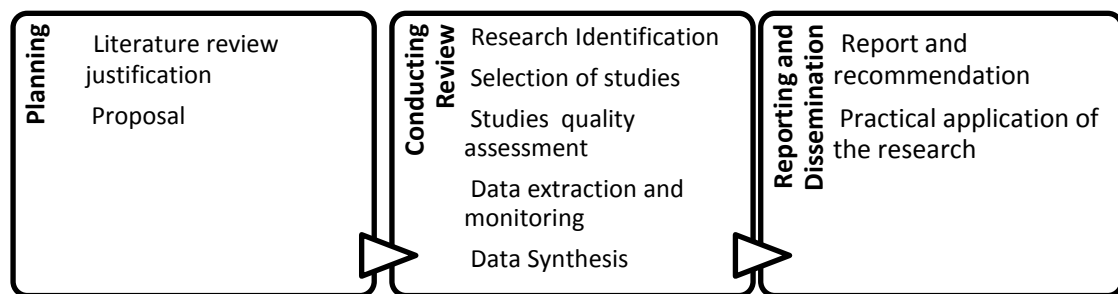 Planning
Literature review
justification
Proposal
Conducting
Review
Research Identification
Selection of studies
Studies quality
assessment
Data extraction and
monitoring
Data Synthesis
Reporting and
Dissemination
Report and
recommendation
Practical application of
the research